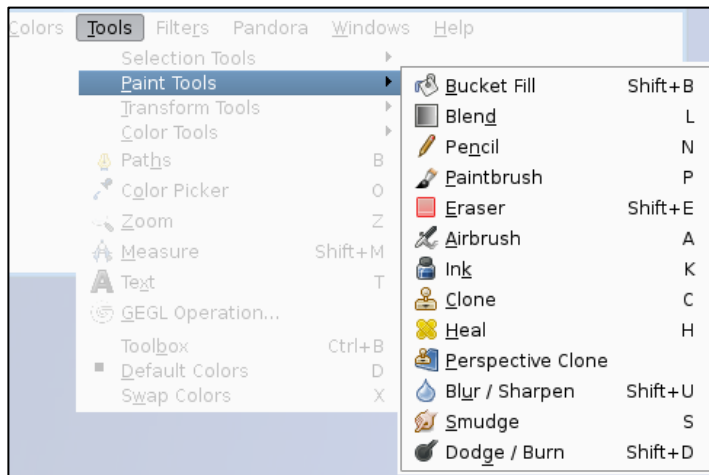 Colors Tools Filters Pandora Windows Help
Selection Tools
Paint Tools
Transform Tools
Color Tools
Paths B
Color Picker O
Zoom Z
Measure Shift+M
Text T
GEGL Operation...
Toolbox Ctrl+B
Default Colors D
Swap Colors X
Bucket Fill Shift+B
Blend L
Pencil N
Paintbrush P
Eraser Shift+E
Airbrush A
Ink K
Clone C
Heal H
Perspective Clone
Blur / Sharpen Shift+U
Smudge S
Dodge / Burn Shift+D